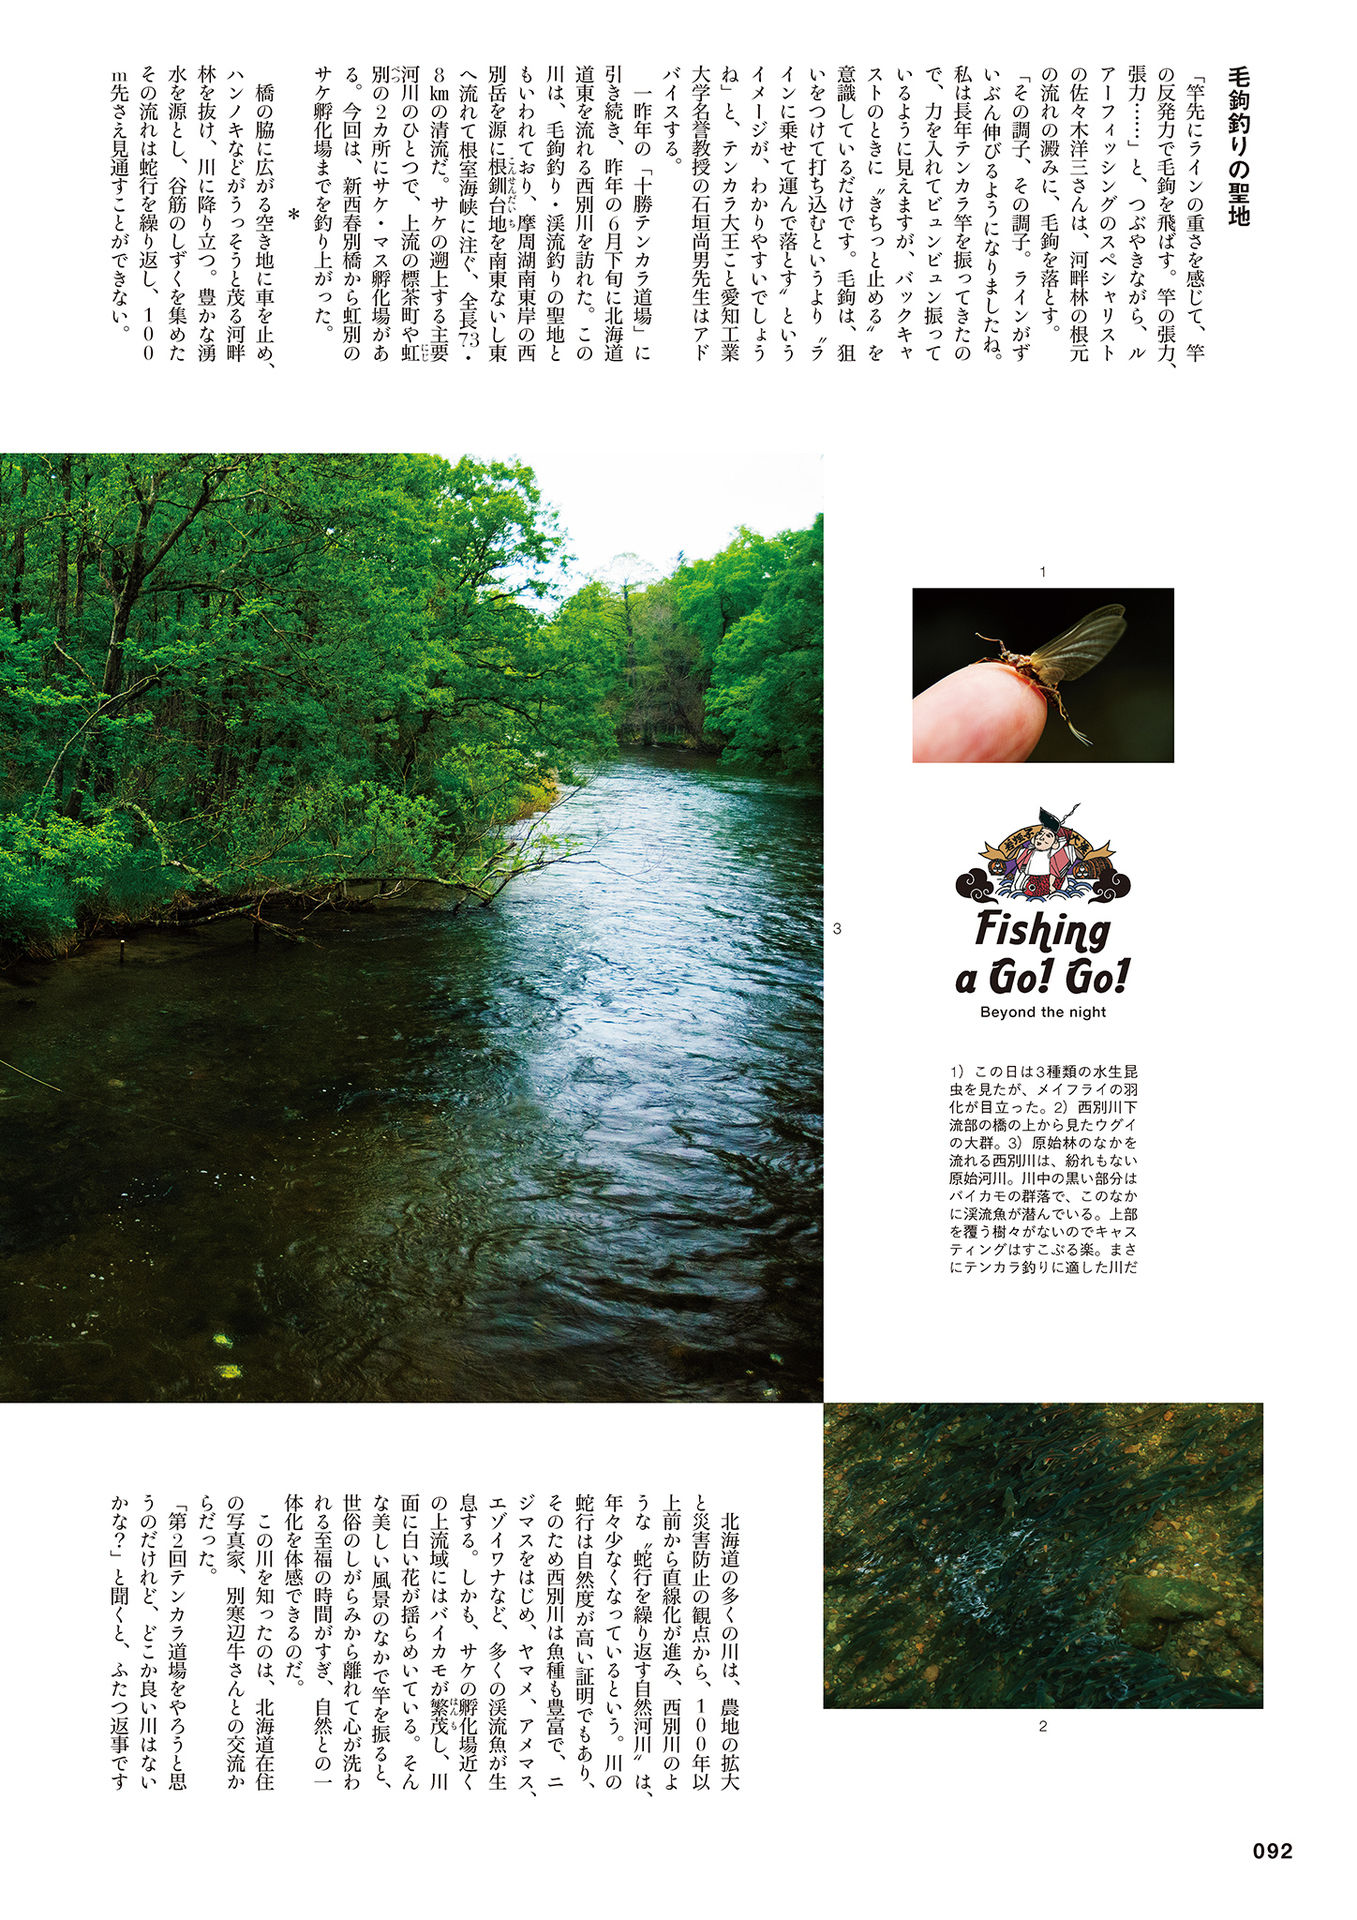 毛鉤釣りの聖地
「竿先にラインの重さを感じて、竿
の反発力で毛鉤を飛ばす。竿の張力、
張力……」と、つぶやきながら、ル
アーフィッシングのスペシャリスト
の佐々木洋三さんは、河畔林の根元
の流れの澱みに、毛鉤を落とす。
「その調子、その調子。ラインがず
いぶん伸びるようになりましたね。
私は長年テンカラ竿を振ってきたの
で、力を入れてビュンビュン振って
いるように見えますが、バックキャ
ストのときに〝きちっと止める〟を
意識しているだけです。毛鉤は、狙
いをつけて打ち込むというより〝ラ
インに乗せて運んで落とす〟という
イメージが、わかりやすいでしょう
ね」と、テンカラ大王こと愛知工業
大学名誉教授の石垣尚男先生はアド
バイスする。
一昨年の「十勝テンカラ道場」に
引き続き、昨年の6月下旬に北海道
道東を流れる西別川を訪れた。この
川は、毛鉤釣り・渓流釣りの聖地と
もいわれており、摩周湖南東岸の西
別岳を源に根釧台地を南東ないし東
へ流れて根室海峡に注ぐ、全長73・
8㎞の清流だ。サケの遡上する主要
河川のひとつで、上流の標茶町や虹
別の2カ所にサケ・マス孵化場があ
る。今回は、新西春別橋から虹別の
サケ孵化場までを釣り上がった。
＊
橋の脇に広がる空き地に車を止め、
ハンノキなどがうっそうと茂る河畔
林を抜け、川に降り立つ。豊かな湧
水を源とし、谷筋のしずくを集めた
その流れは蛇行を繰り返し、100
m先さえ見通すことができない。
1
3
Fishing
a Go! Go!
Beyond the night
1）この日は3種類の水生昆
虫を見たが、メイフライの羽
化が目立った。2）西別川下
流部の橋の上から見たウグイ
の大群。3）原始林のなかを
流れる西別川は、紛れもない
原始河川。川中の黒い部分は
バイカモの群落で、このなか
に渓流魚が潜んでいる。上部
を覆う樹々がないのでキャス
ティングはすこぶる楽。まさ
にテンカラ釣りに適した川だ
2
北海道の多くの川は、農地の拡大
と災害防止の観点から、100年以
上前から直線化が進み、西別川のよ
うな〝蛇行を繰り返す自然河川〟は、
年々少なくなっているという。川の
蛇行は自然度が高い証明でもあり、
そのため西別川は魚種も豊富で、ニ
ジマスをはじめ、ヤマメ、アメマス、
エゾイワナなど、多くの渓流魚が生
息する。しかも、サケの孵化場近く
の上流域にはバイカモが繁茂し、川
面に白い花が揺らめいている。そん
な美しい風景のなかで竿を振ると、
世俗のしがらみから離れて心が洗わ
れる至福の時間がすぎ、自然との一
体化を体感できるのだ。
この川を知ったのは、北海道在住
の写真家、別寒辺牛さんとの交流か
らだった。
「第2回テンカラ道場をやろうと思
うのだけれど、どこか良い川はない
かな？」と聞くと、ふたつ返事です
092